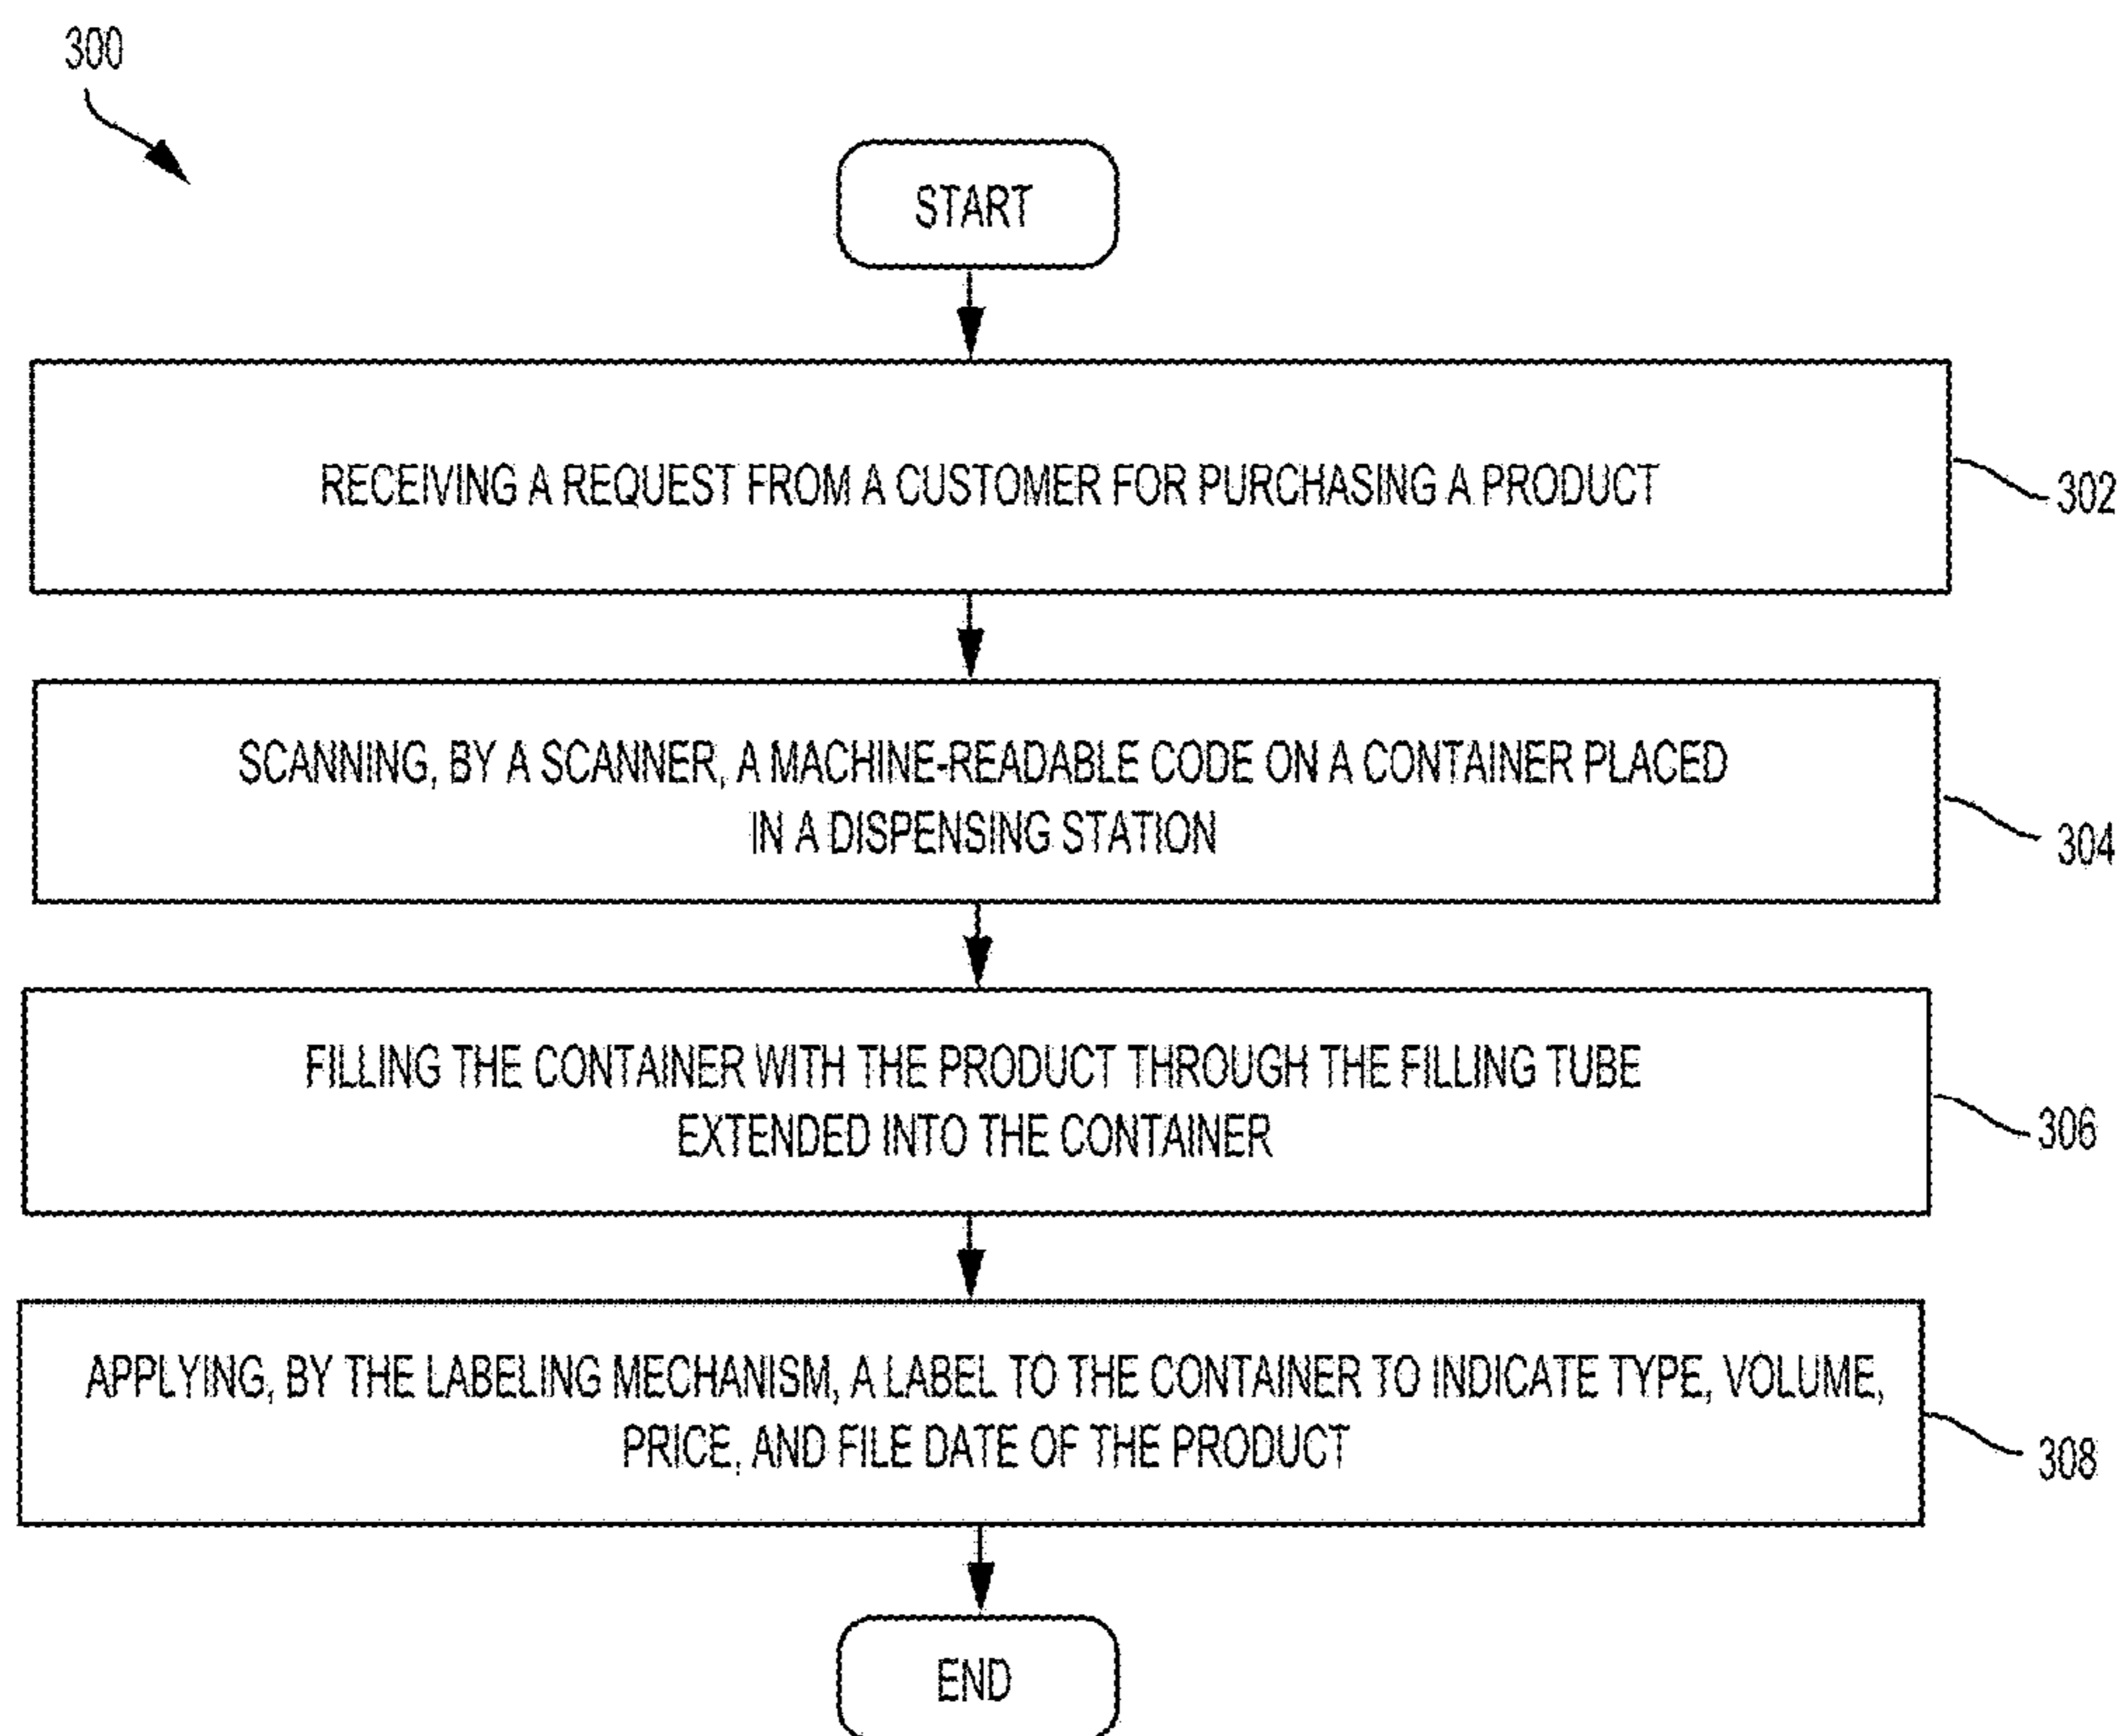 300
START
RECEIVING A REQUEST FROM A CUSTOMER FOR PURCHASING A PRODUCT
302
SCANNING, BY A SCANNER, A MACHINE-READABLE CODE ON A CONTAINER PLACED
IN A DISPENSING STATION
304
FILLING THE CONTAINER WITH THE PRODUCT THROUGH THE FILLING TUBE
EXTENDED INTO THE CONTAINER
306
APPLYING, BY THE LABELING MECHANISM, A LABEL TO THE CONTAINER TO INDICATE TYPE, VOLUME,
PRICE, AND FILE DATE OF THE PRODUCT
308
END